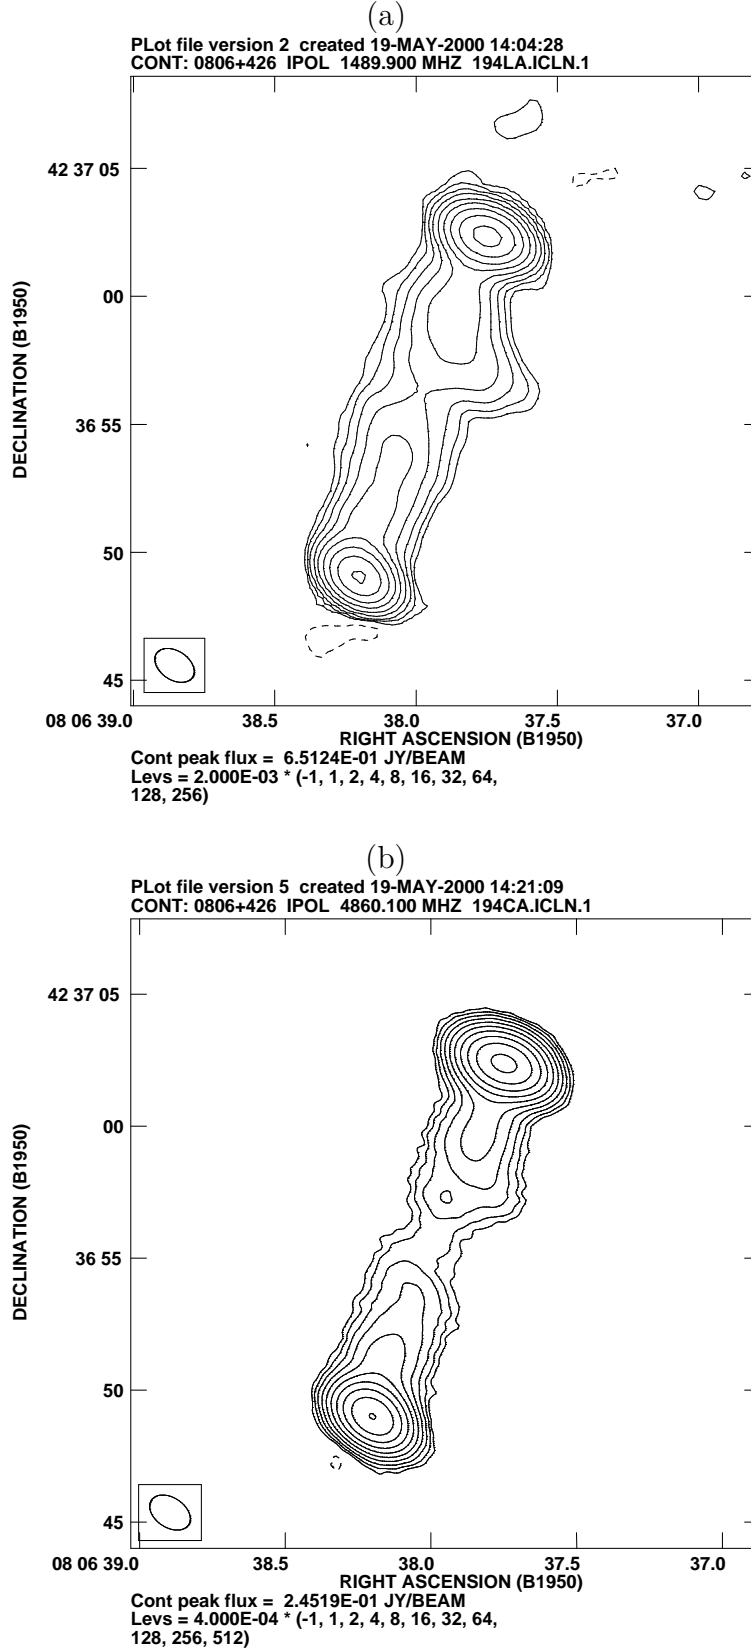 (a)
PLot file version 2 created 19-MAY-2000 14:04:28
CONT: 0806+426 IPOL 1489.900 MHZ 194LA.ICLN.1
DECLINATION (B1950)
42 37 05
00
36 55
50
45
08 06 39.0 38.5 38.0 37.5 37.0
RIGHT ASCENSION (B1950)
Cont peak flux = 6.5124E-01 JY/BEAM
Levs = 2.000E-03 * (-1, 1, 2, 4, 8, 16, 32, 64,
128, 256)
(b)
PLot file version 5 created 19-MAY-2000 14:21:09
CONT: 0806+426 IPOL 4860.100 MHZ 194CA.ICLN.1
DECLINATION (B1950)
42 37 05
00
36 55
50
45
08 06 39.0 38.5 38.0 37.5 37.0
RIGHT ASCENSION (B1950)
Cont peak flux = 2.4519E-01 JY/BEAM
Levs = 4.000E-04 * (-1, 1, 2, 4, 8, 16, 32, 64,
128, 256, 512)